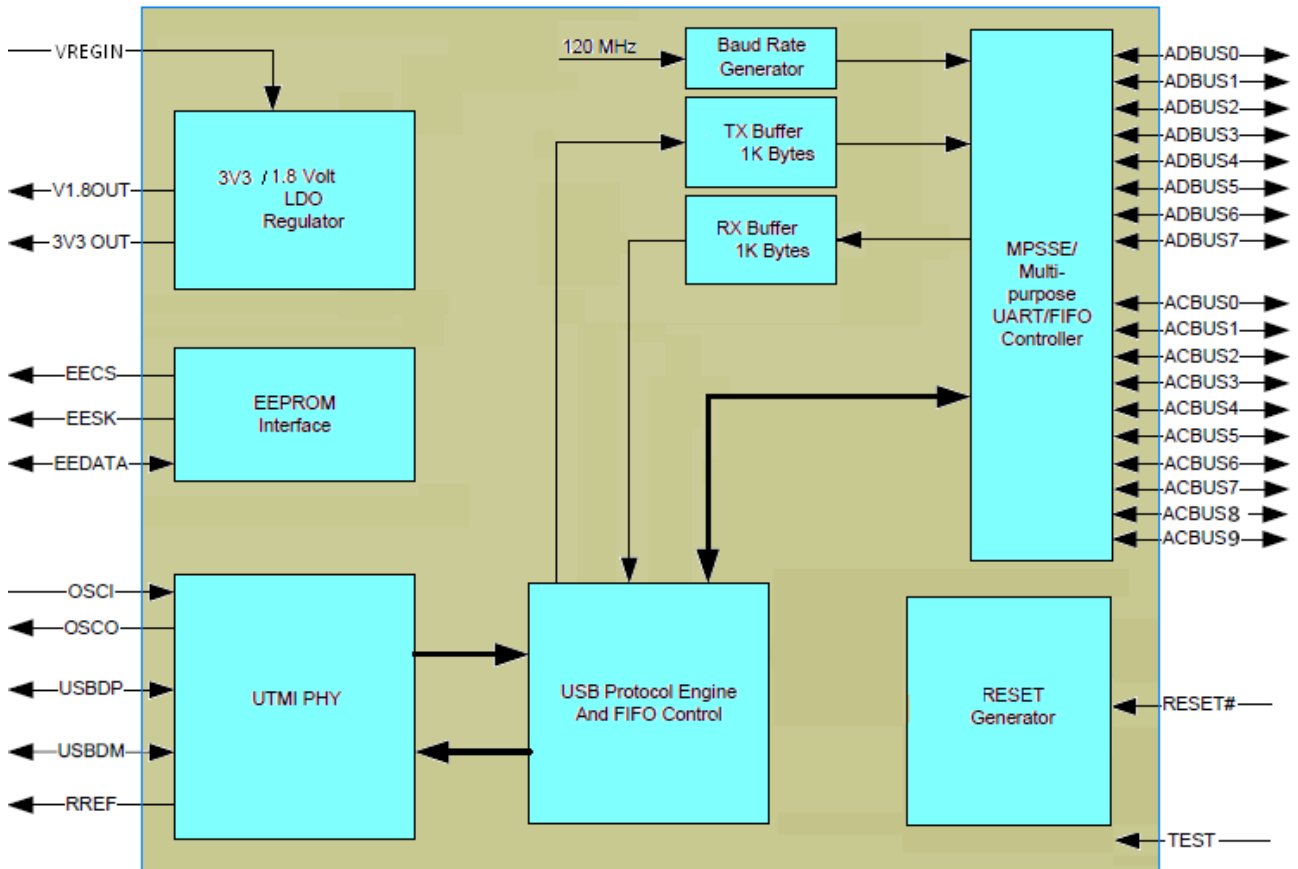 VREGIN
V1.8OUT
3V3 OUT
3V3 / 1.8 Volt
LDO
Regulator
EECS
EESK
EEDATA
EEPROM
Interface
OSCI
OSCO
USBDP
USBDM
RREF
UTMI PHY
120 MHz
Baud Rate
Generator
TX Buffer
1K Bytes
RX Buffer
1K Bytes
USB Protocol Engine
And FIFO Control
MPSSE/
Multi-
purpose
UART/FIFO
Controller
RESET
Generator
ADBUS0
ADBUS1
ADBUS2
ADBUS3
ADBUS4
ADBUS5
ADBUS6
ADBUS7
ACBUS0
ACBUS1
ACBUS2
ACBUS3
ACBUS4
ACBUS5
ACBUS6
ACBUS7
ACBUS8
ACBUS9
RESET#
TEST